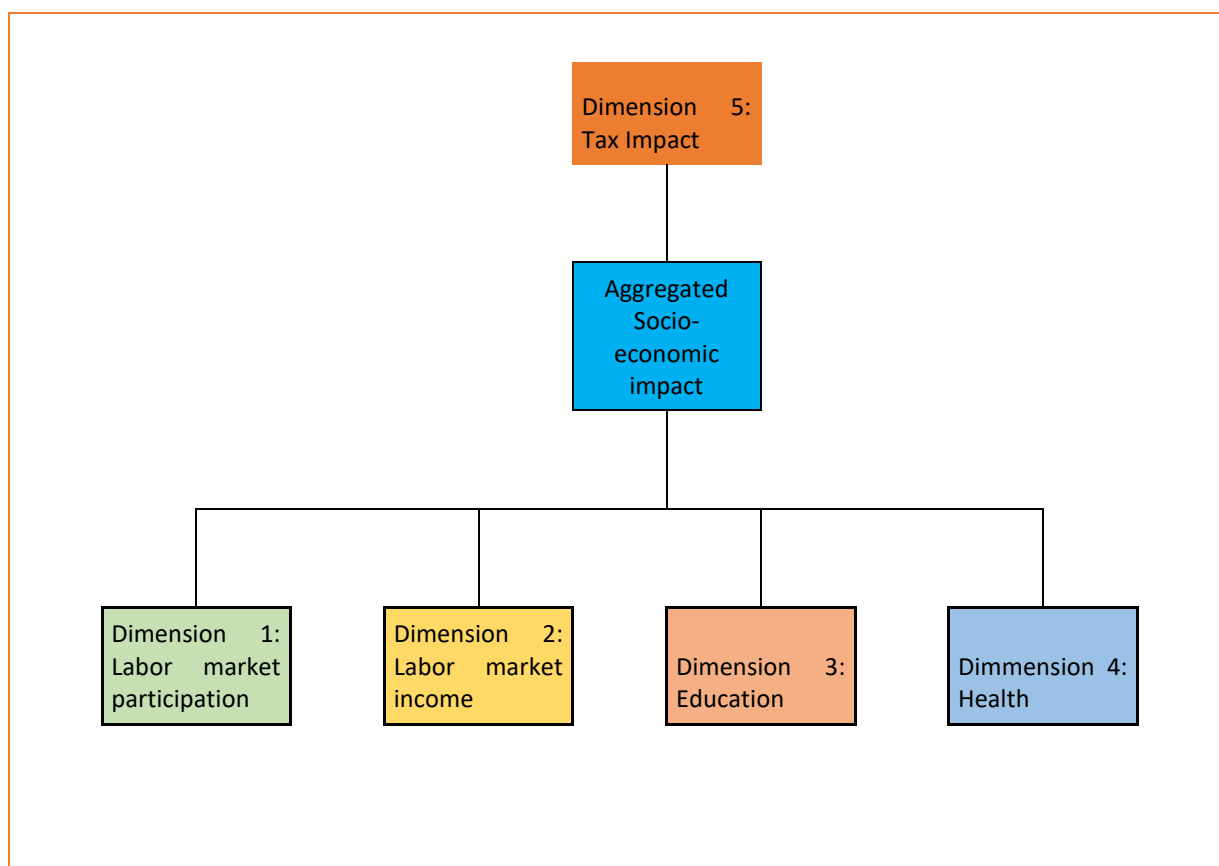 Dimension 5:
Tax Impact
Aggregated
Socio-
economic
impact
Dimension 1:
Labor market
participation
Dimension 2:
Labor market
income
Dimension 3:
Education
Dimmension 4:
Health